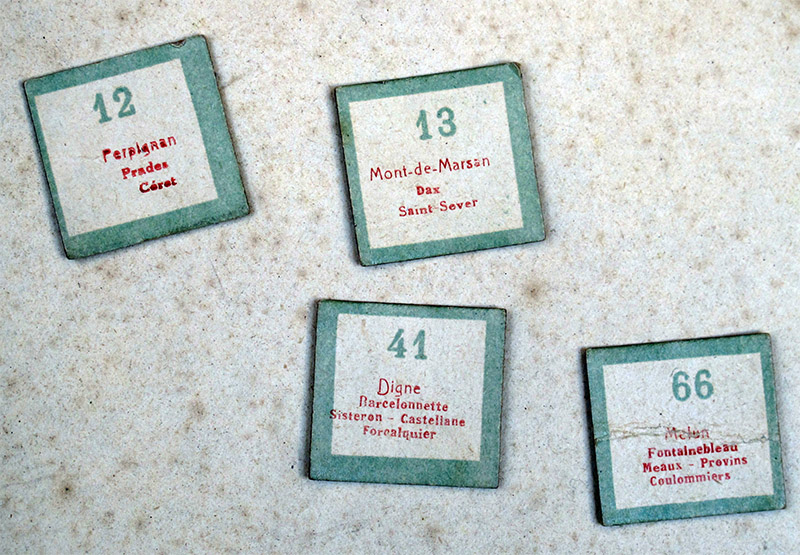 12
Perpignan
Prades
Céret
13
Mont-de-Marsan
Dax
Saint-Sever
41
Digne
Barcelonnette
Sisteron - Castellane
Forcalquier
66
Melun
Fontainebleau
Meaux - Provins
Coulommiers